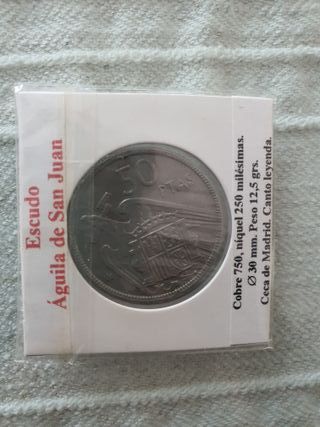 Escudo
Águila de San Juan
50
Ptas
Cobre 750, níquel 250 milésimas.
Ø 30 mm. Peso 12,5 grs.
Ceca de Madrid. Canto leyenda.